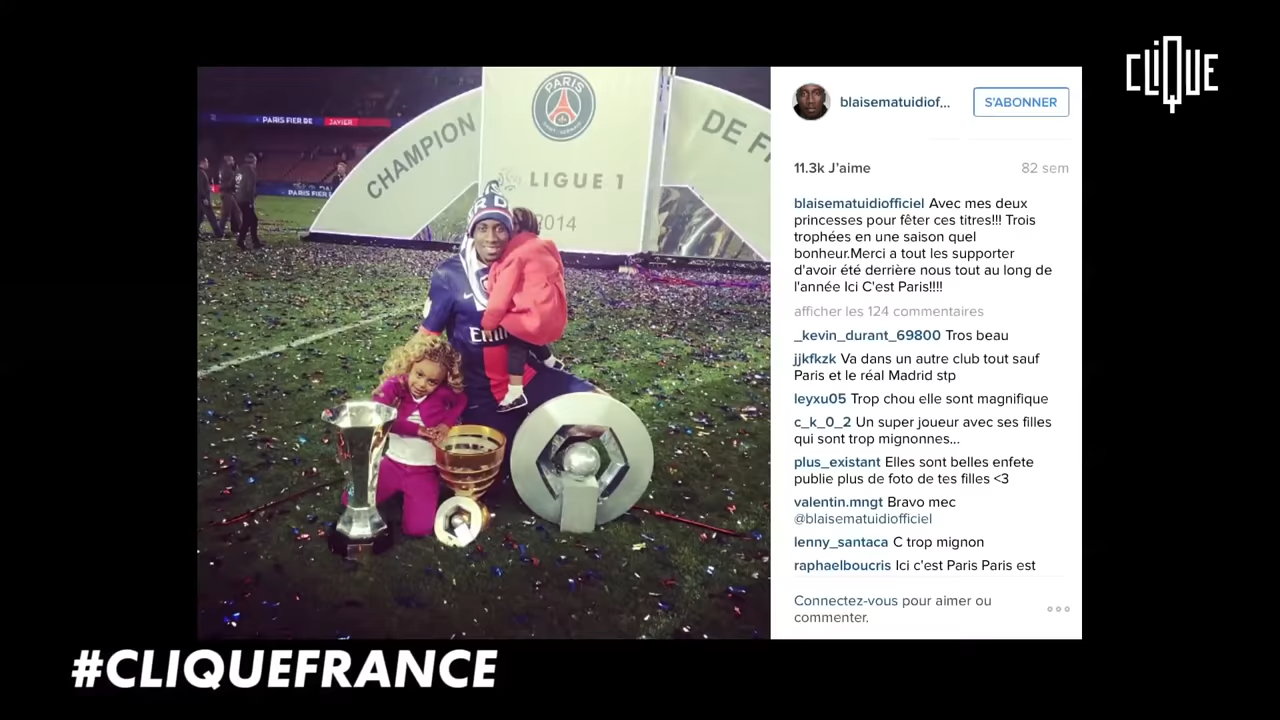 CLIQUE
PARIS
SAINT-GERMAIN
PARIS FIER DE JAVIER
CHAMPION
DE F
LIGUE 1
PARIS FIER
2014
blaisematuidiof...
S'ABONNER
11.3k J'aime
82 sem
blaisematuidiofficiel Avec mes deux
princesses pour fêter ces titres!!! Trois
trophées en une saison quel
bonheur.Merci a tout les supporter
d'avoir été derrière nous tout au long de
l'année Ici C'est Paris!!!!
afficher les 124 commentaires
_kevin_durant_69800 Tros beau
jjkfkzk Va dans un autre club tout sauf
Paris et le réal Madrid stp
leyxu05 Trop chou elle sont magnifique
c_k_0_2 Un super joueur avec ses filles
qui sont trop mignonnes...
plus_existant Elles sont belles enfete
publie plus de foto de tes filles <3
valentin.mngt Bravo mec
@blaisematuidiofficiel
lenny_santaca C trop mignon
raphaelboucris Ici c'est Paris Paris est
Connectez-vous pour aimer ou
commenter.
#CLIQUEFRANCE